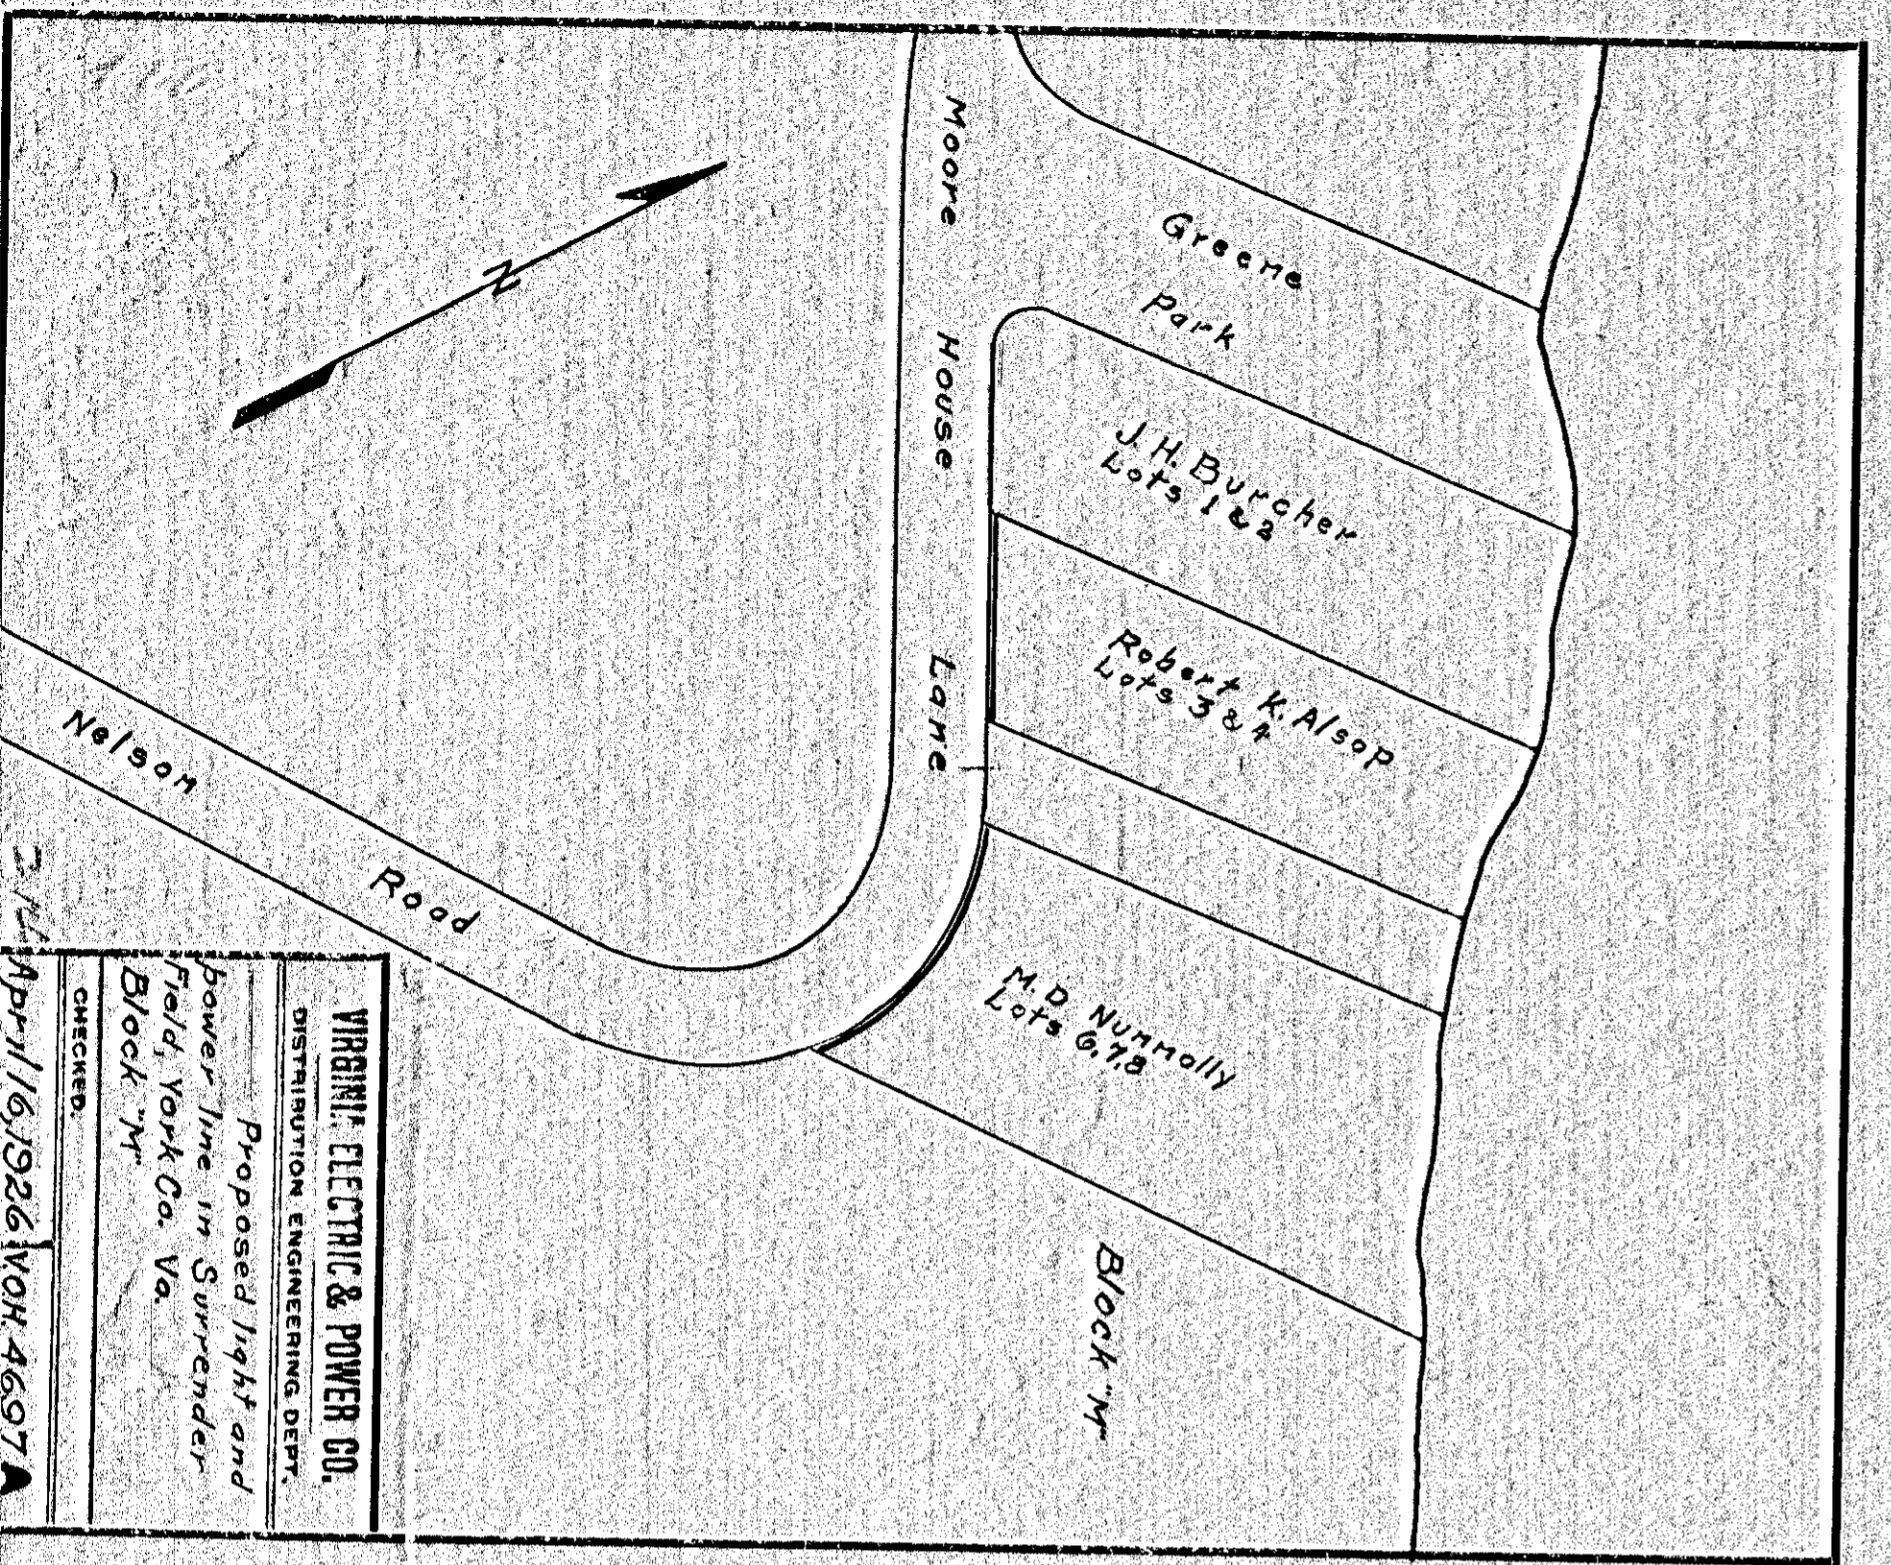 Moore House Lane
Greene
Park
J. H. Burcher
Lots 1 & 2
Robert K. Alsop
Lots 3 & 4
M. D. Nunnally
Lots 6,7,8
Block "M"
N
Nelson Road
VIRGINIA ELECTRIC & POWER CO.
DISTRIBUTION ENGINEERING DEPT.
Proposed light and
power line in Surrender
Field, York Co. Va.
Block "M"
CHECKED.
April 16, 1926 V.O.H. 4697 A